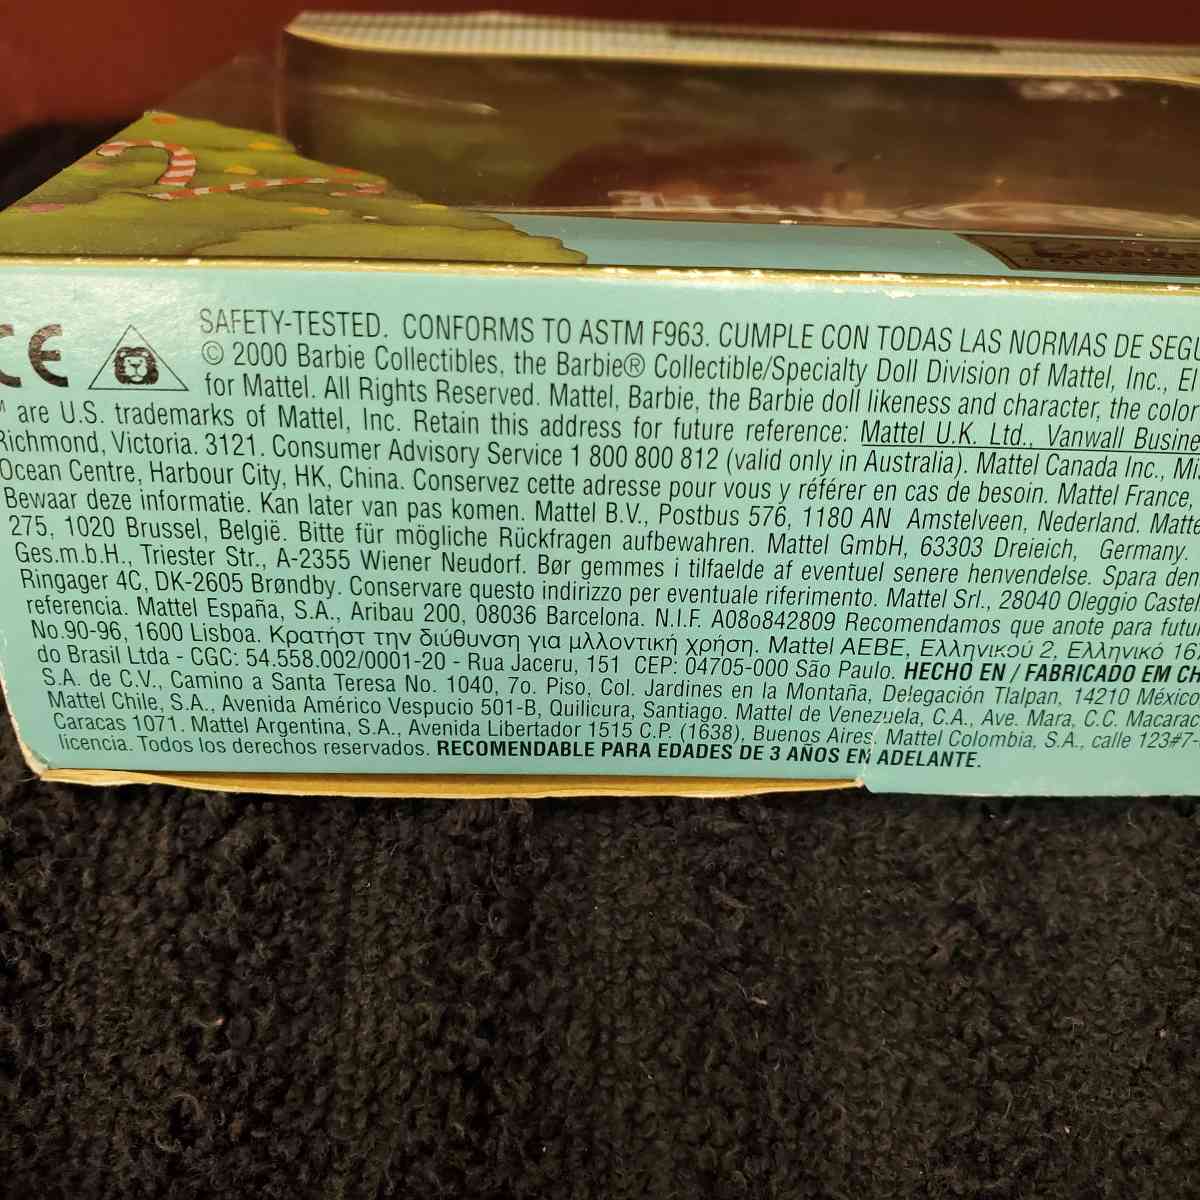 CE
SAFETY-TESTED. CONFORMS TO ASTM F963. CUMPLE CON TODAS LAS NORMAS DE SEGU
© 2000 Barbie Collectibles, the Barbie® Collectible/Specialty Doll Division of Mattel, Inc., El
for Mattel. All Rights Reserved. Mattel, Barbie, the Barbie doll likeness and character, the color
are U.S. trademarks of Mattel, Inc. Retain this address for future reference: Mattel U.K. Ltd., Vanwall Busine
Richmond, Victoria. 3121. Consumer Advisory Service 1 800 800 812 (valid only in Australia). Mattel Canada Inc., Mi
Ocean Centre, Harbour City, HK, China. Conservez cette adresse pour vous y référer en cas de besoin. Mattel France,
Bewaar deze informatie. Kan later van pas komen. Mattel B.V., Postbus 576, 1180 AN Amstelveen, Nederland. Matte
275, 1020 Brussel, België. Bitte für mögliche Rückfragen aufbewahren. Mattel GmbH, 63303 Dreieich, Germany.
Ges.m.b.H., Triester Str., A-2355 Wiener Neudorf. Bør gemmes i tilfaelde af eventuel senere henvendelse. Spara den
Ringager 4C, DK-2605 Brøndby. Conservare questo indirizzo per eventuale riferimento. Mattel Srl., 28040 Oleggio Castel
referencia. Mattel España, S.A., Aribau 200, 08036 Barcelona. N.I.F. A08o842809 Recomendamos que anote para futu
No.90-96, 1600 Lisboa. Κρατήστ την διύθυνση για μλλοντική χρήση. Mattel AEBE, Ελληνικού 2, Ελληνικό 167
do Brasil Ltda - CGC: 54.558.002/0001-20 - Rua Jaceru, 151 CEP: 04705-000 São Paulo. HECHO EN / FABRICADO EM CH
S.A. de C.V., Camino a Santa Teresa No. 1040, 7o. Piso, Col. Jardines en la Montaña, Delegación Tlalpan, 14210 México
Mattel Chile, S.A., Avenida Américo Vespucio 501-B, Quilicura, Santiago. Mattel de Venezuela, C.A., Ave. Mara, C.C. Macarac
Caracas 1071. Mattel Argentina, S.A., Avenida Libertador 1515 C.P. (1638), Buenos Aires. Mattel Colombia, S.A., calle 123#7-
licencia. Todos los derechos reservados. RECOMENDABLE PARA EDADES DE 3 AÑOS EN ADELANTE.